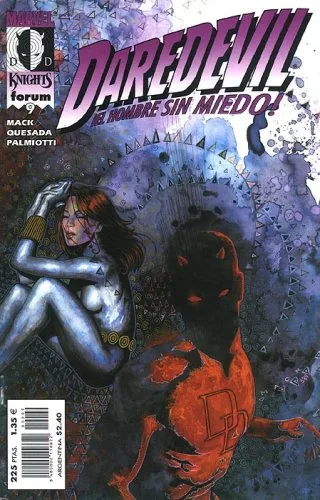 MARVEL
D D
KNIGHTS
forum
9
MACK
QUESADA
PALMIOTTI
DAREDEVIL
¡EL HOMBRE SIN MIEDO!
DD
225 PTAS. 1.35 €
ARGENTINA $2.40